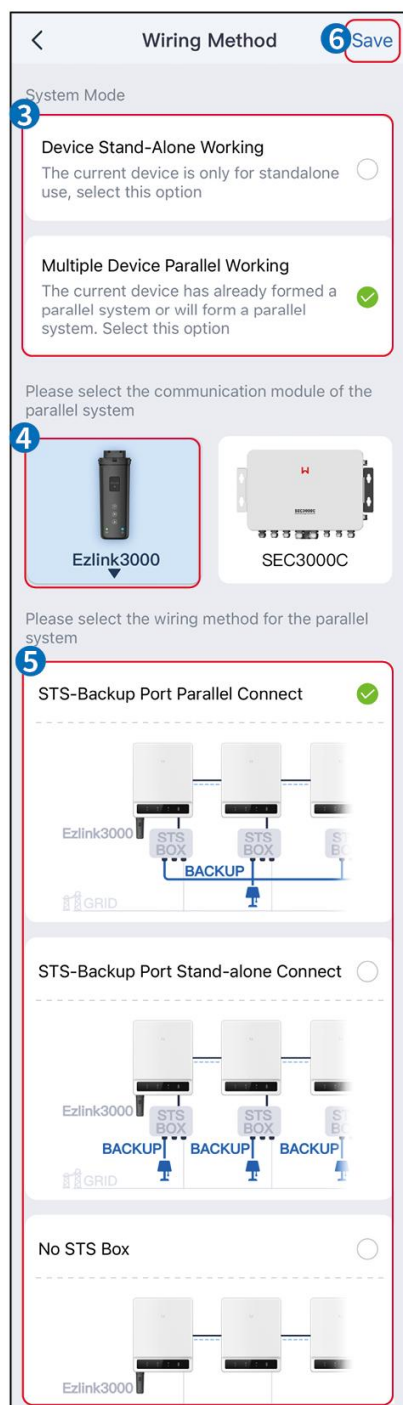 Wiring Method
6
Save
System Mode
3
Device Stand-Alone Working
The current device is only for standalone
use, select this option
Multiple Device Parallel Working
The current device has already formed a
parallel system or will form a parallel
system. Select this option
Please select the communication module of the
parallel system
4
Ezlink3000
SEC3000C
SEC3000C
Please select the wiring method for the parallel
system
5
STS-Backup Port Parallel Connect
Ezlink3000
STS
BOX
STS
BOX
BACKUP
GRID
STS-Backup Port Stand-alone Connect
Ezlink3000
STS
BOX
STS
BOX
BACKUP
BACKUP
BACKUP
GRID
No STS Box
Ezlink3000